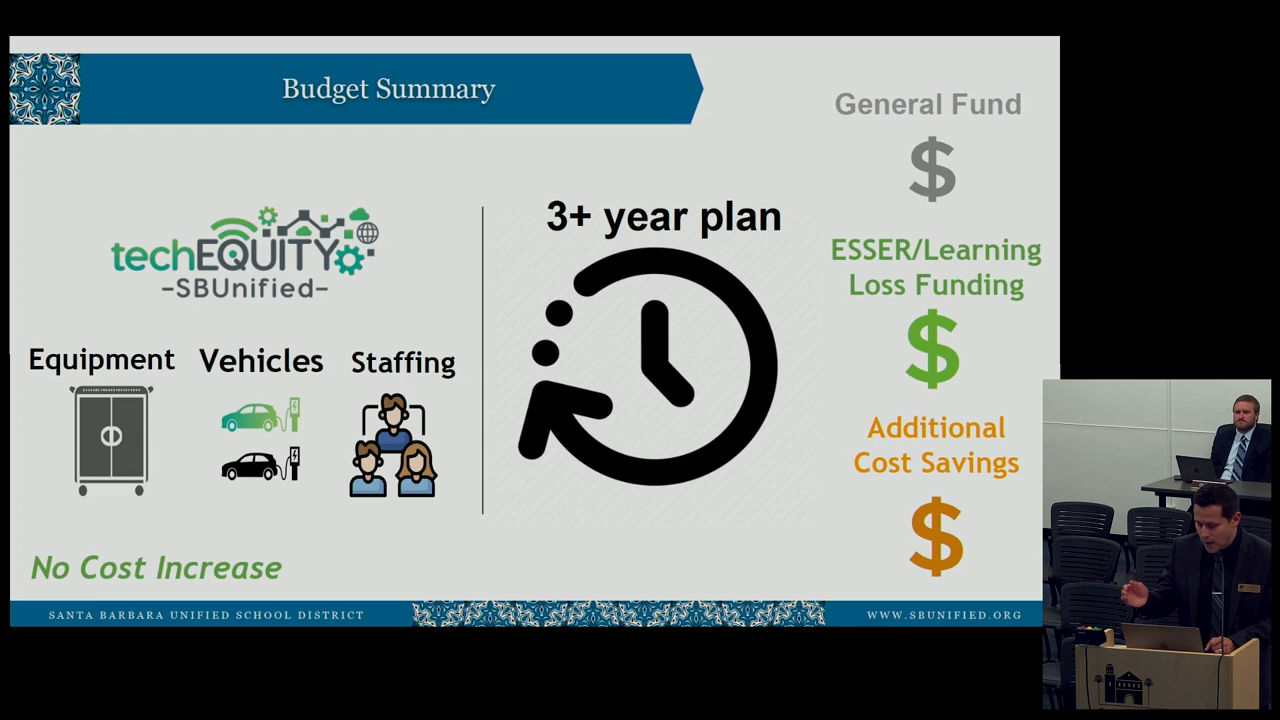 Budget Summary
General Fund
$
techEQUITY
-SBUnified-
3+ year plan
ESSER/Learning
Loss Funding
$
Equipment
Vehicles
Staffing
Additional
Cost Savings
$
No Cost Increase
SANTA BARBARA UNIFIED SCHOOL DISTRICT
WWW.SBUNIFIED.ORG